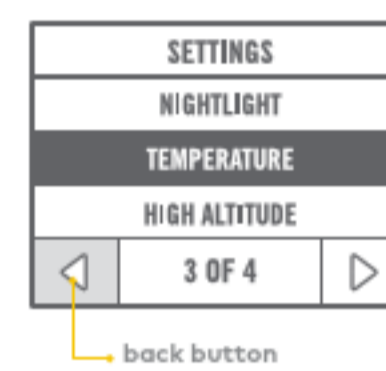 SETTINGS
NIGHTLIGHT
TEMPERATURE
HIGH ALTITUDE
3 OF 4
back button